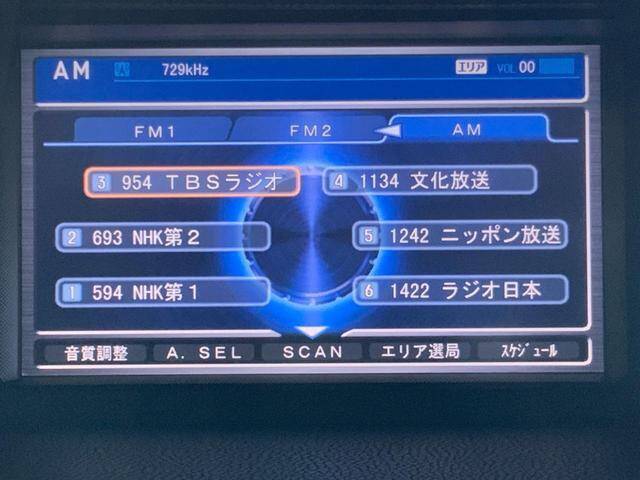 AM 729kHz エリア VOL 00
FM1 FM2 AM
3 954 TBSラジオ 4 1134 文化放送
2 693 NHK第2 5 1242 ニッポン放送
1 594 NHK第1 6 1422 ラジオ日本
音質調整 A. SEL SCAN エリア選局 ｽｹｼﾞｭｰﾙ